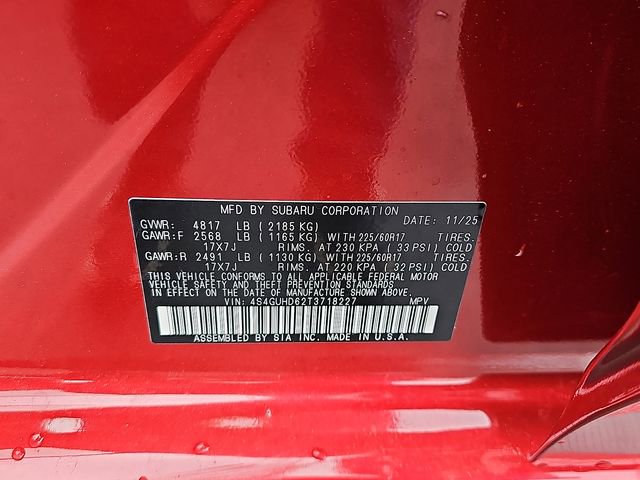 MFD BY SUBARU CORPORATION DATE: 11/25
GVWR: 4817 LB (2185 KG)
GAWR:F 2568 LB (1165 KG) WITH 225/60R17 TIRES.
17X7J RIMS. AT 230 KPA (33 PSI) COLD
GAWR:R 2491 LB (1130 KG) WITH 225/60R17 TIRES.
17X7J RIMS. AT 220 KPA (32 PSI) COLD
THIS VEHICLE CONFORMS TO ALL APPLICABLE FEDERAL MOTOR
VEHICLE SAFETY AND THEFT PREVENTION STANDARDS
IN EFFECT ON THE DATE OF MANUFACTURE SHOWN ABOVE.
VIN: 4S4GUHD62T3718227 MPV
ASSEMBLED BY SIA INC. MADE IN U.S.A.